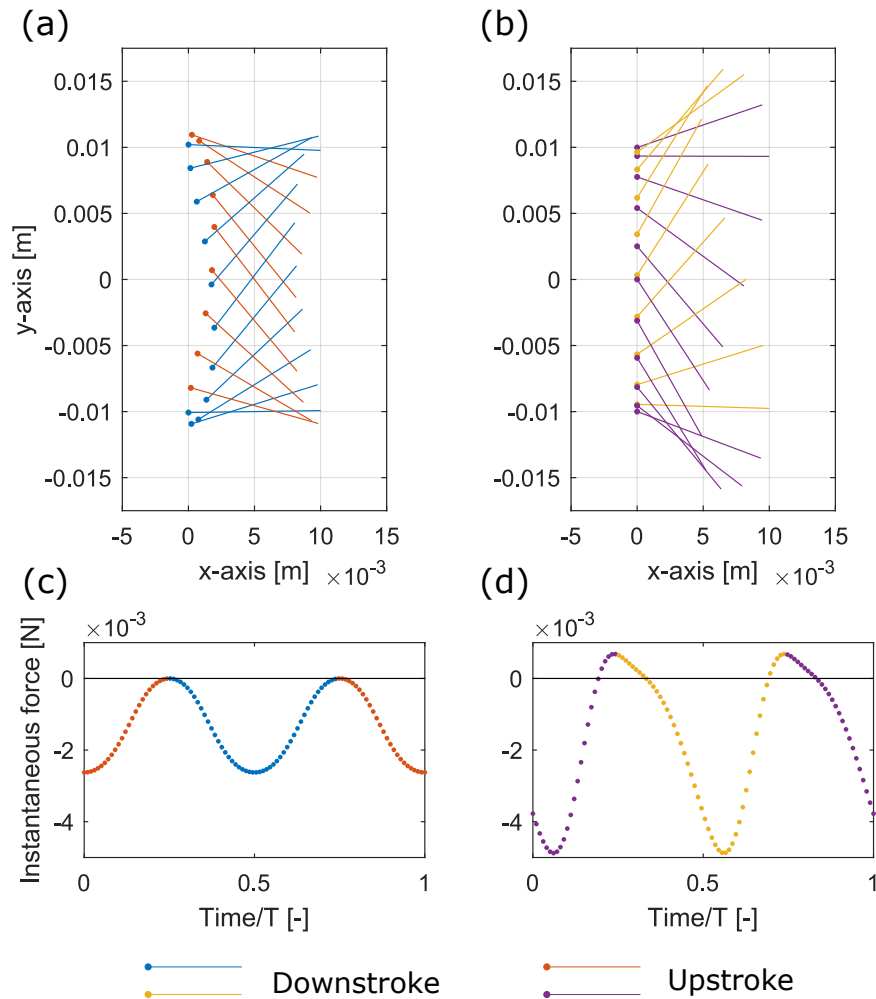 (a) (b)
0.015 0.015
0.01 0.01
0.005 0.005
y-axis [m]
0 0
-0.005 -0.005
-0.01 -0.01
-0.015 -0.015
-5 0 5 10 15 -5 0 5 10 15
x-axis [m] ×10⁻³ x-axis [m] ×10⁻³
(c) (d)
×10⁻³ ×10⁻³
Instantaneous force [N]
0 0
-2 -2
-4 -4
0 0.5 1 0 0.5 1
Time/T [-] Time/T [-]
Downstroke Upstroke